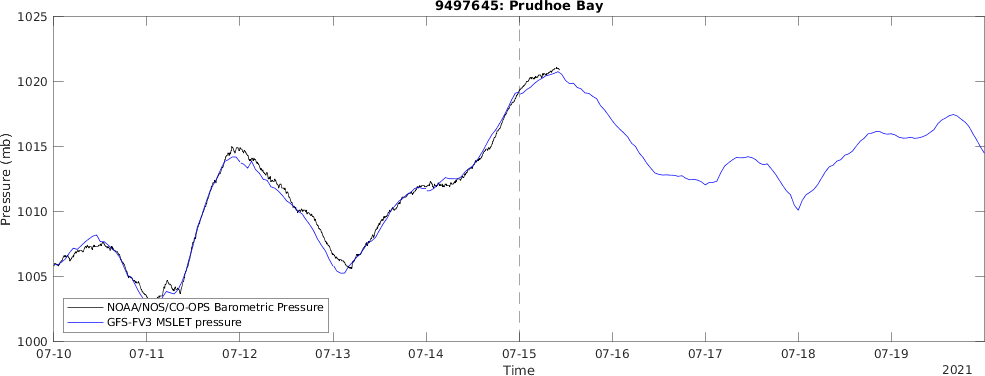 9497645: Prudhoe Bay
1025
1020
1015
1010
1005
1000
Pressure (mb)
NOAA/NOS/CO-OPS Barometric Pressure
GFS-FV3 MSLET pressure
07-10 07-11 07-12 07-13 07-14 07-15 07-16 07-17 07-18 07-19
Time
2021